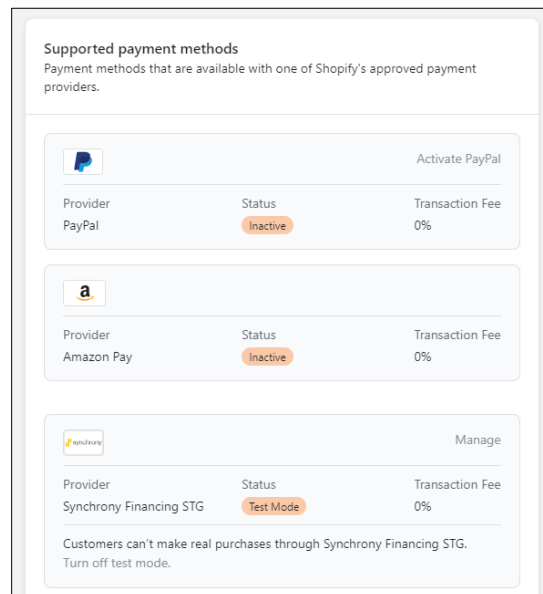 Supported payment methods
Payment methods that are available with one of Shopify's approved payment
providers.
Activate PayPal
Provider Status Transaction Fee
PayPal Inactive 0%
a
Provider Status Transaction Fee
Amazon Pay Inactive 0%
synchrony Manage
Provider Status Transaction Fee
Synchrony Financing STG Test Mode 0%
Customers can't make real purchases through Synchrony Financing STG.
Turn off test mode.